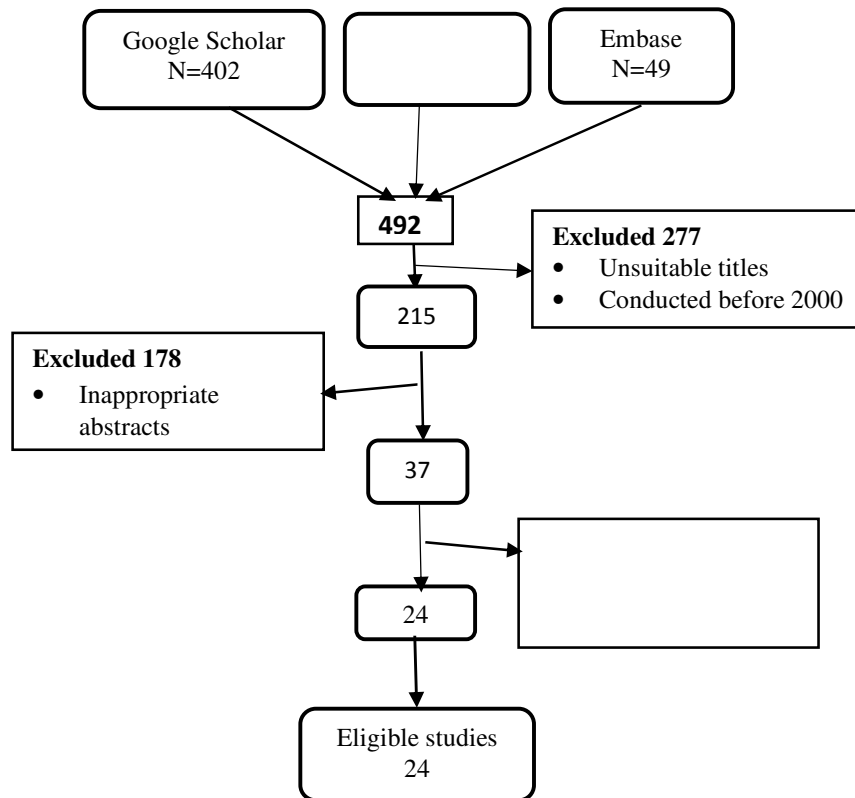 Google Scholar
N=402
Embase
N=49
492
Excluded 277
• Unsuitable titles
• Conducted before 2000
215
Excluded 178
• Inappropriate
abstracts
37
24
Eligible studies
24